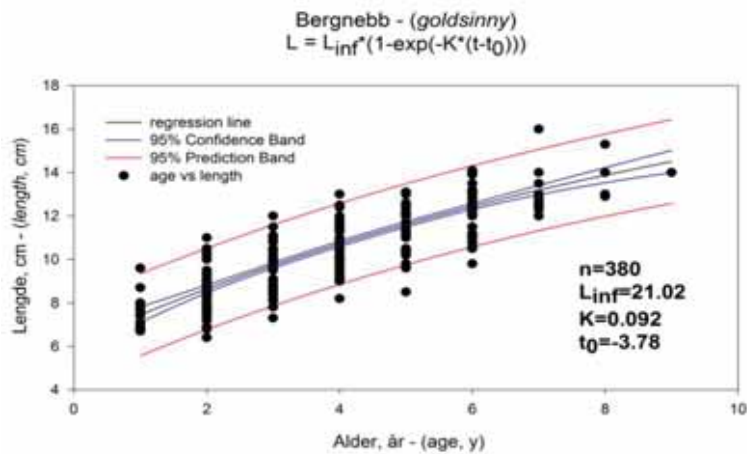 Bergnebb - (goldsinny)
L = Linf*(1-exp(-K*(t-t0)))
18
16
14
12
10
8
6
4
Lengde, cm - (length, cm)
regression line
95% Confidence Band
95% Prediction Band
age vs length
n=380
Linf=21.02
K=0.092
t0=-3.78
0 2 4 6 8 10
Alder, år - (age, y)